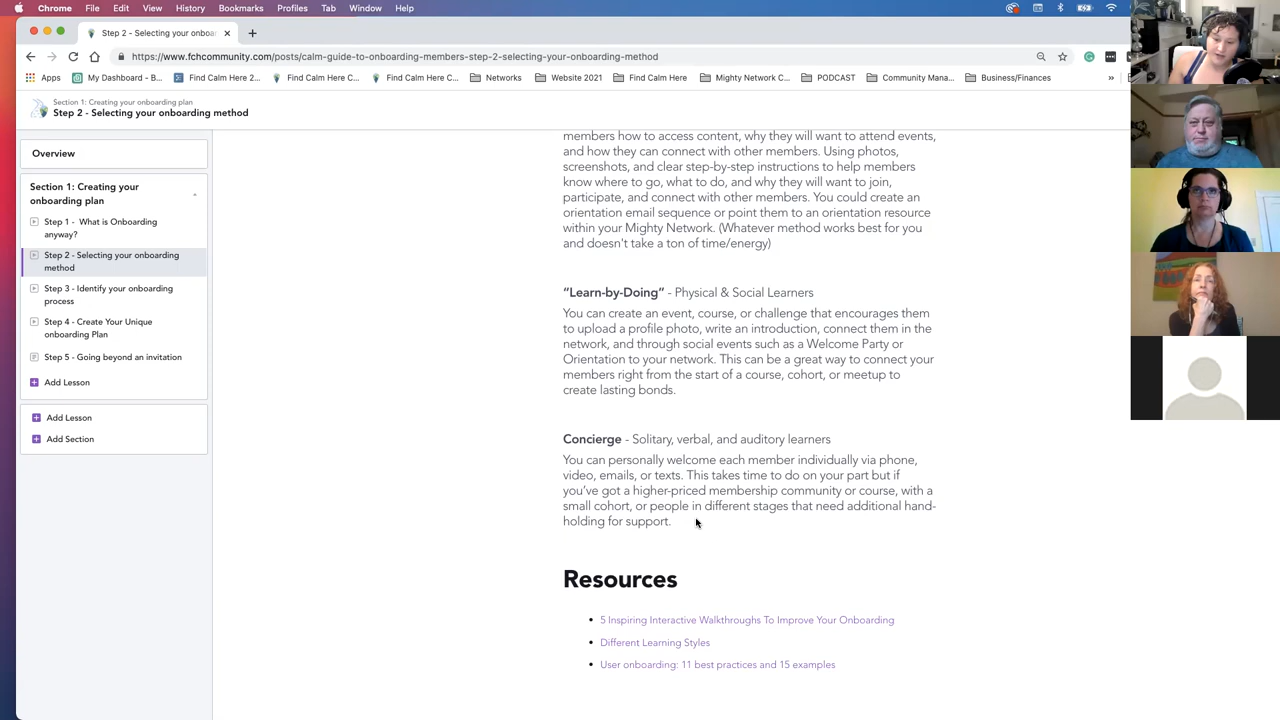 Chrome File Edit View History Bookmarks Profiles Tab Window Help
Step 2 - Selecting your onboar
https://www.fchcommunity.com/posts/calm-guide-to-onboarding-members-step-2-selecting-your-onboarding-method
Apps My Dashboard - B... Find Calm Here 2... Find Calm Here C... Find Calm Here C... Networks Website 2021 Find Calm Here Mighty Network C... PODCAST Community Mana... Business/Finances »
Section 1: Creating your onboarding plan
Step 2 - Selecting your onboarding method
Overview
Section 1: Creating your
onboarding plan
Step 1 - What is Onboarding
anyway?
Step 2 - Selecting your onboarding
method
Step 3 - Identify your onboarding
process
Step 4 - Create Your Unique
onboarding Plan
Step 5 - Going beyond an invitation
Add Lesson
Add Lesson
Add Section
members how to access content, why they will want to attend events,
and how they can connect with other members. Using photos,
screenshots, and clear step-by-step instructions to help members
know where to go, what to do, and why they will want to join,
participate, and connect with other members. You could create an
orientation email sequence or point them to an orientation resource
within your Mighty Network. (Whatever method works best for you
and doesn't take a ton of time/energy)
“Learn-by-Doing” - Physical & Social Learners
You can create an event, course, or challenge that encourages them
to upload a profile photo, write an introduction, connect them in the
network, and through social events such as a Welcome Party or
Orientation to your network. This can be a great way to connect your
members right from the start of a course, cohort, or meetup to
create lasting bonds.
Concierge - Solitary, verbal, and auditory learners
You can personally welcome each member individually via phone,
video, emails, or texts. This takes time to do on your part but if
you’ve got a higher-priced membership community or course, with a
small cohort, or people in different stages that need additional hand-
holding for support.
Resources
• 5 Inspiring Interactive Walkthroughs To Improve Your Onboarding
• Different Learning Styles
• User onboarding: 11 best practices and 15 examples